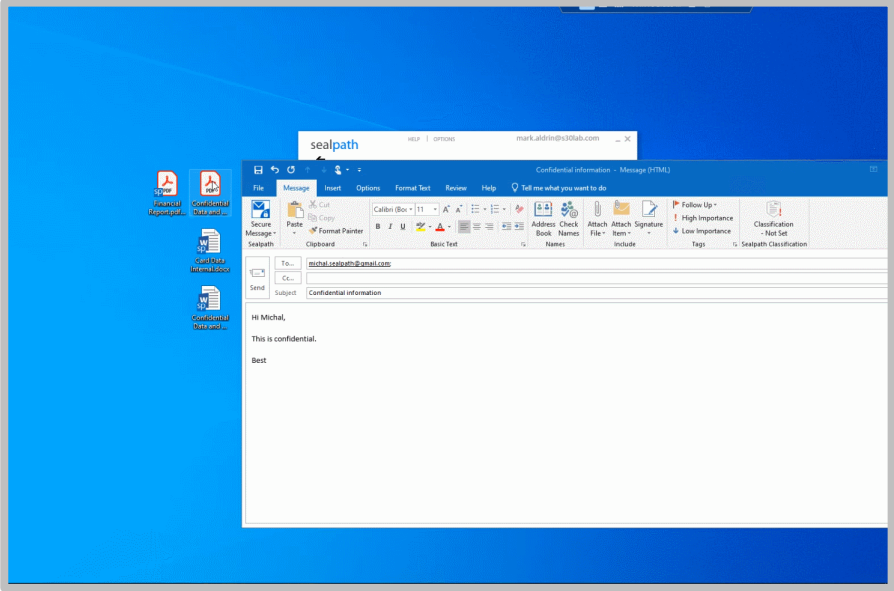 sealpath
HELP | OPTIONS
mark.aldrin@s30lab.com
Confidential information - Message (HTML)
File Message Insert Options Format Text Review Help Tell me what you want to do
Secure
Message
Sealpath
Paste
Cut
Copy
Format Painter
Clipboard
Calibri (Boc 11
B I U
Basic Text
Address
Book
Check
Names
Names
Attach
File
Attach
Item
Signature
Include
Follow Up
High Importance
Low Importance
Tags
Classification
- Not Set
Sealpath Classification
Send
To...
michal.sealpath@gmail.com;
Cc...
Subject
Confidential information
Hi Michal,
This is confidential.
Best
Financial
Report.pdf...
Confidential
Data and ...
Card Data
Internal.docx
Confidential
Data and ...